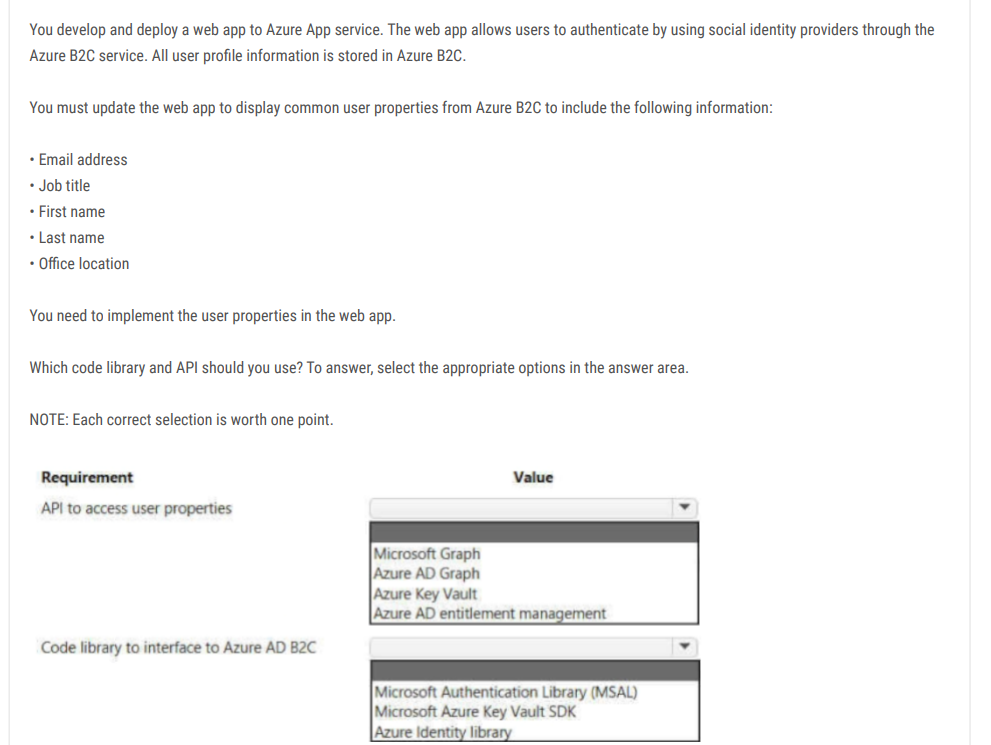 You develop and deploy a web app to Azure App service. The web app allows users to authenticate by using social identity providers through the
Azure B2C service. All user profile information is stored in Azure B2C.
You must update the web app to display common user properties from Azure B2C to include the following information:
• Email address
• Job title
• First name
• Last name
• Office location
You need to implement the user properties in the web app.
Which code library and API should you use? To answer, select the appropriate options in the answer area.
NOTE: Each correct selection is worth one point.
Requirement Value
API to access user properties
Microsoft Graph
Azure AD Graph
Azure Key Vault
Azure AD entitlement management
Code library to interface to Azure AD B2C
Microsoft Authentication Library (MSAL)
Microsoft Azure Key Vault SDK
Azure Identity library